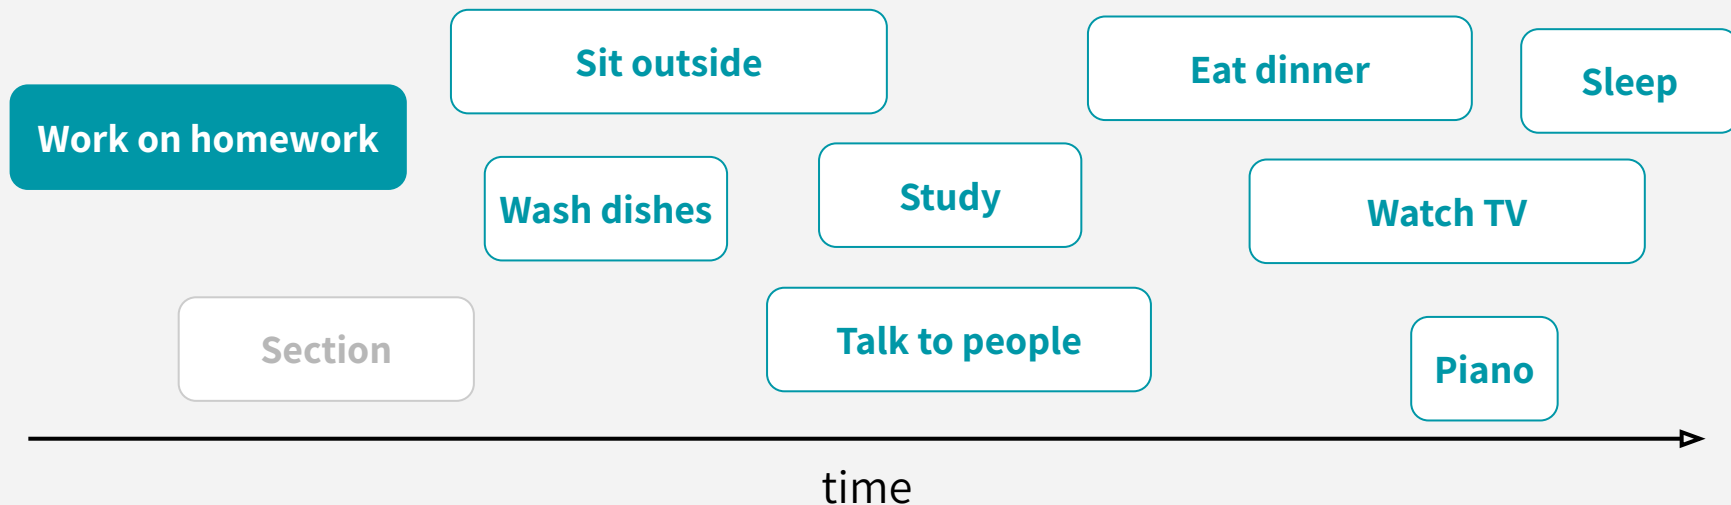 Sit outside
Eat dinner
Sleep
Work on homework
Wash dishes
Study
Watch TV
Section
Talk to people
Piano
time